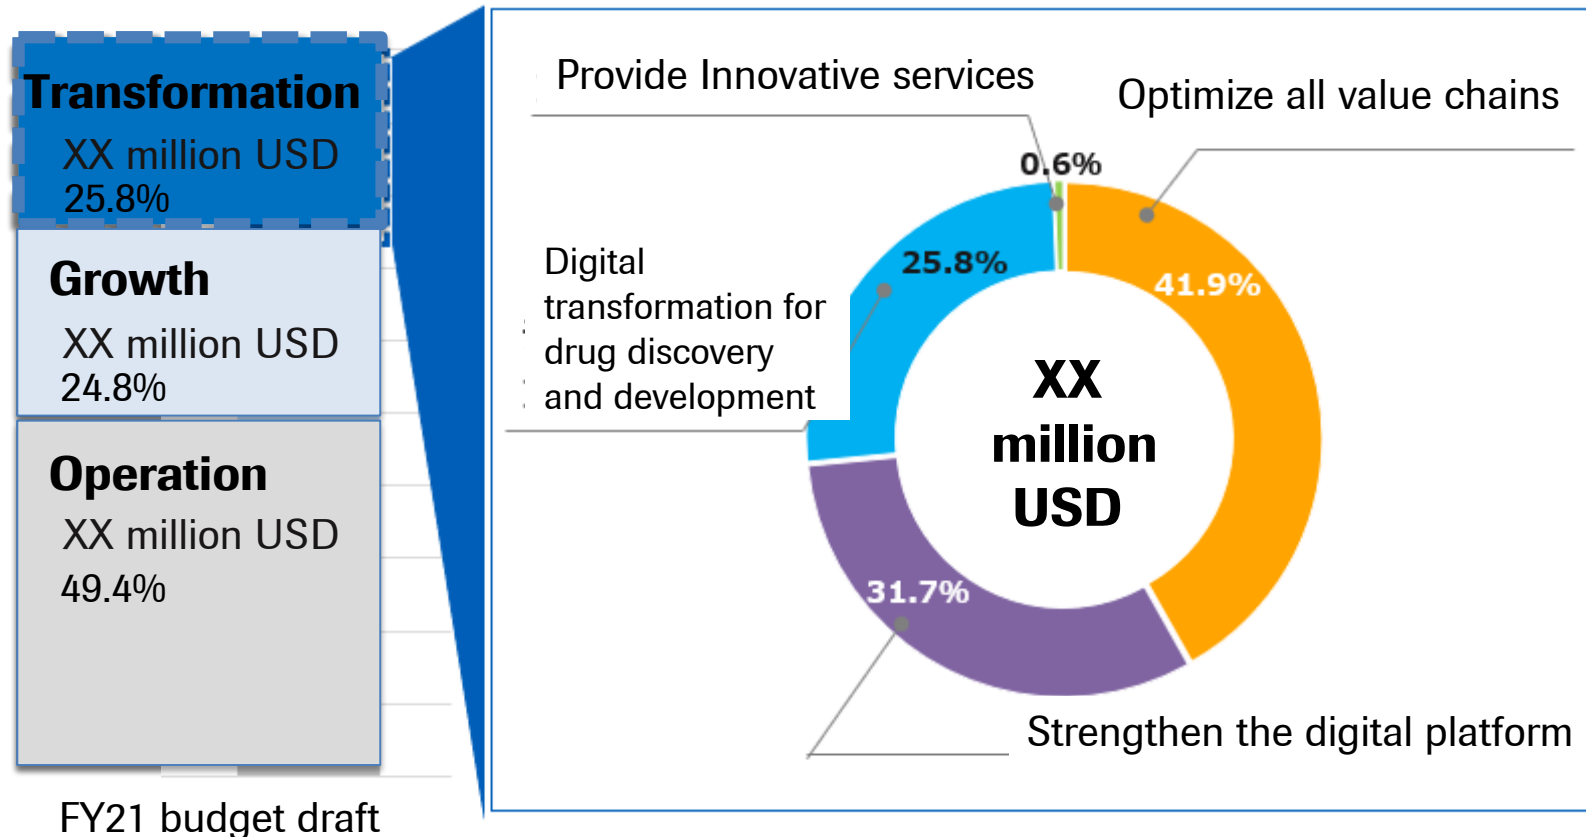 Transformation
XX million USD
25.8%
Growth
XX million USD
24.8%
Operation
XX million USD
49.4%
FY21 budget draft
Provide Innovative services
Optimize all value chains
0.6%
Digital
transformation for
drug discovery
and development
25.8%
41.9%
XX
million
USD
31.7%
Strengthen the digital platform